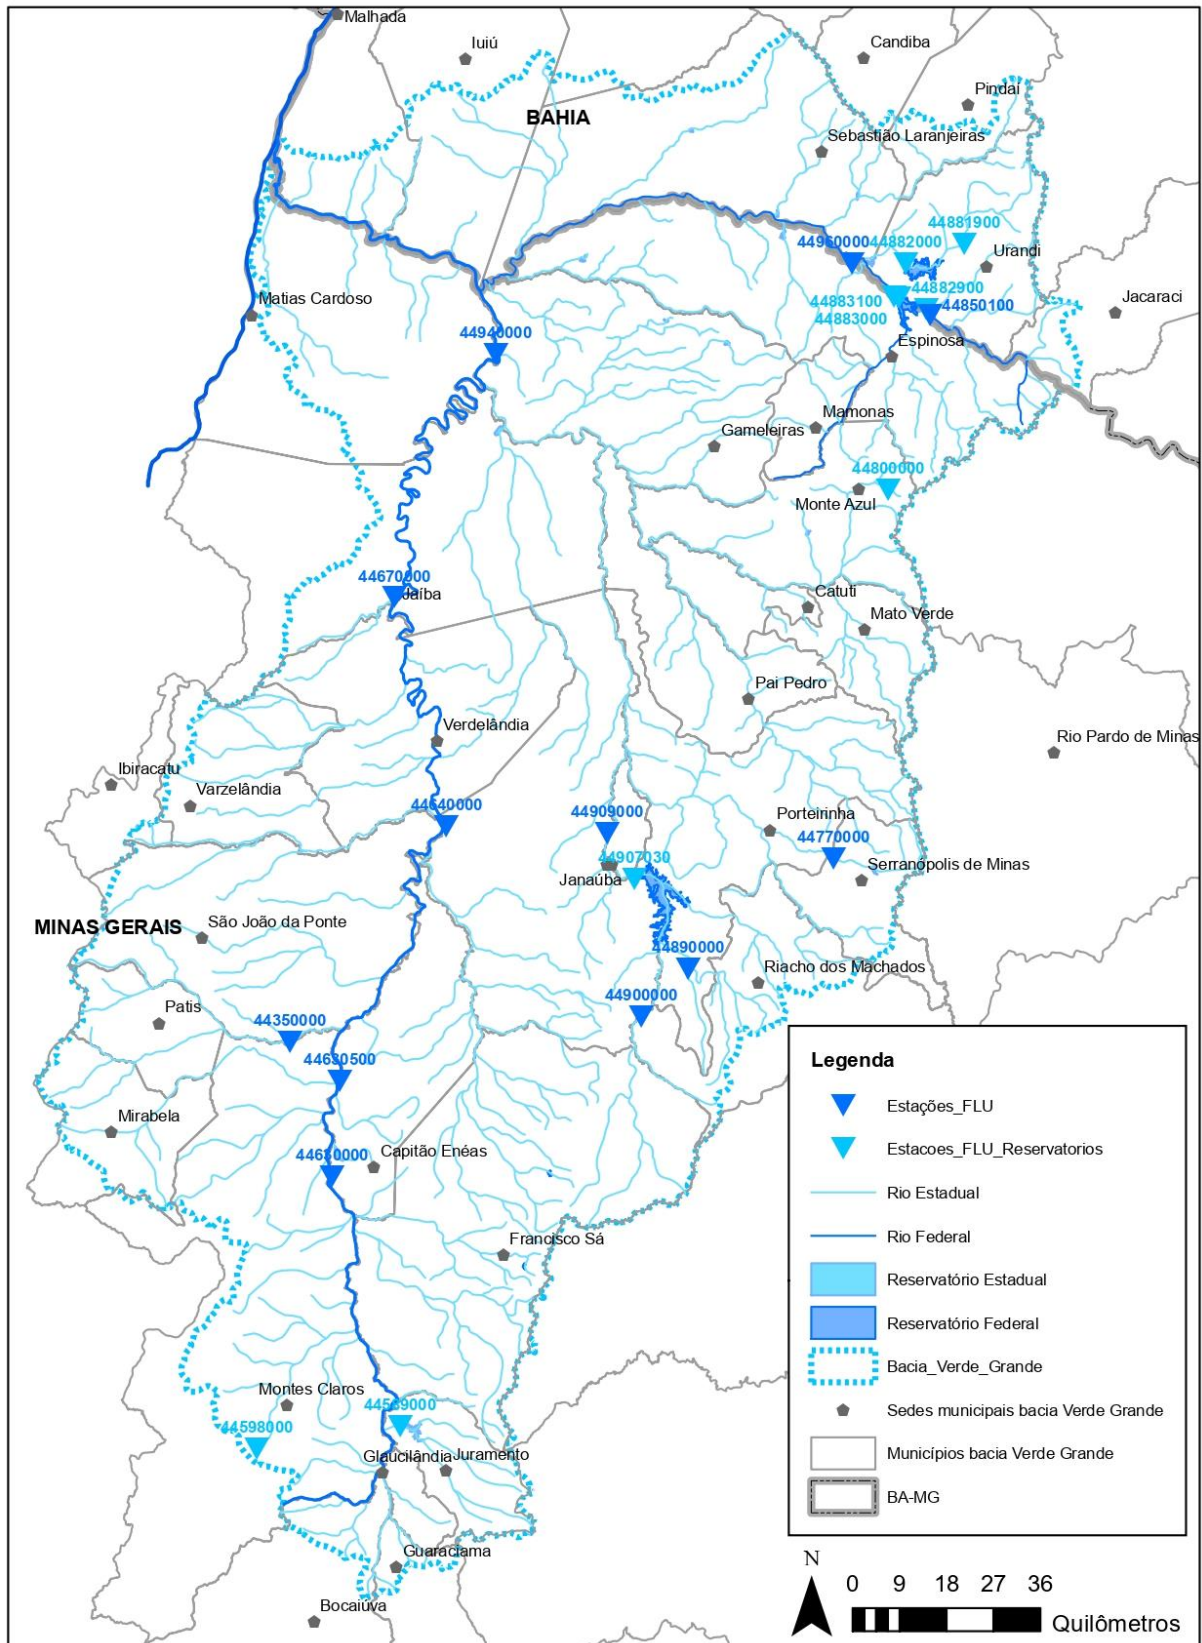 Malhada
Iuiú
Candiba
Pindaí
BAHIA
Sebastião Laranjeiras
44881900
44960000
44882000
Urandi
44882900
Matias Cardoso
44883100
44850100
Jacaraci
44883000
44940000
Espinosa
Mamonas
Gameleiras
44800000
Monte Azul
44670000
Jaíba
Catuti
Mato Verde
Pai Pedro
Verdelândia
Rio Pardo de Minas
Ibiracatu
Varzelândia
44640000
44909000
Porteirinha
44770000
44907030
Serranópolis de Minas
Janaúba
São João da Ponte
MINAS GERAIS
44890000
Riacho dos Machados
44900000
Patis
44350000
44630500
Mirabela
Capitão Enéas
44630000
Francisco Sá
Montes Claros
44589000
44598000
Glaucilândia
Juramento
Guaraciama
Bocaiúva
Legenda
Estações_FLU
Estacoes_FLU_Reservatorios
Rio Estadual
Rio Federal
Reservatório Estadual
Reservatório Federal
Bacia_Verde_Grande
Sedes municipais bacia Verde Grande
Municípios bacia Verde Grande
BA-MG
N
0 9 18 27 36
Quilômetros